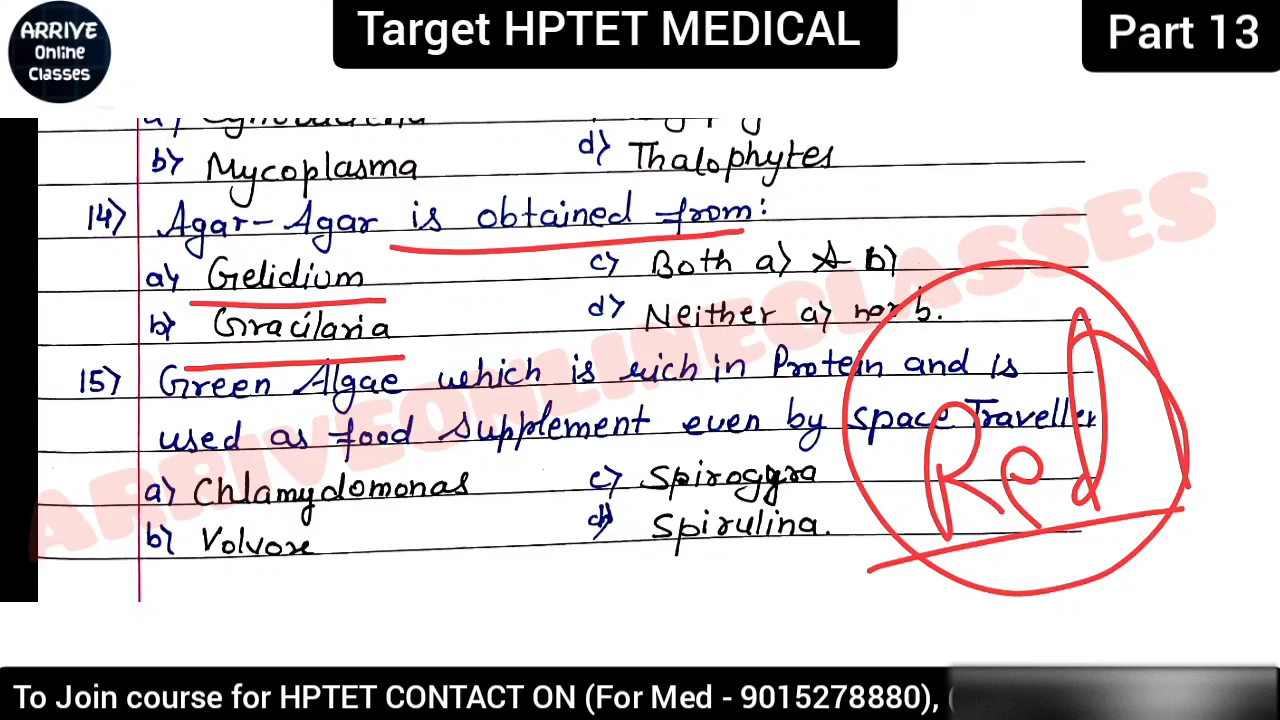 ARRIVE
Online
Classes
Target HPTET MEDICAL
Part 13
b) Mycoplasma
d) Thalophytes
14) Agar-Agar is obtained from:
a) Gelidium
c) Both a) & b)
b) Gracilaria
d) Neither a) nor b.
15) Green Algae which is rich in Protein and is
used as food supplement even by space Traveller
Red
a) Chlamydomonas
c) Spirogyra
b) Volvox
d) Spirulina.
ARRIVEONLINECLASSES
To Join course for HPTET CONTACT ON (For Med - 9015278880), (